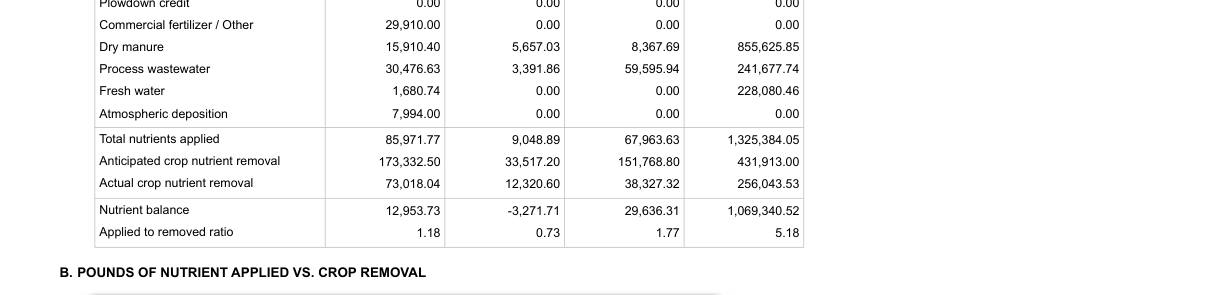 Plowdown credit 0.00 0.00 0.00 0.00
Commercial fertilizer / Other 29,910.00 0.00 0.00 0.00
Dry manure 15,910.40 5,657.03 8,367.69 855,625.85
Process wastewater 30,476.63 3,391.86 59,595.94 241,677.74
Fresh water 1,680.74 0.00 0.00 228,080.46
Atmospheric deposition 7,994.00 0.00 0.00 0.00
Total nutrients applied 85,971.77 9,048.89 67,963.63 1,325,384.05
Anticipated crop nutrient removal 173,332.50 33,517.20 151,768.80 431,913.00
Actual crop nutrient removal 73,018.04 12,320.60 38,327.32 256,043.53
Nutrient balance 12,953.73 -3,271.71 29,636.31 1,069,340.52
Applied to removed ratio 1.18 0.73 1.77 5.18
B. POUNDS OF NUTRIENT APPLIED VS. CROP REMOVAL